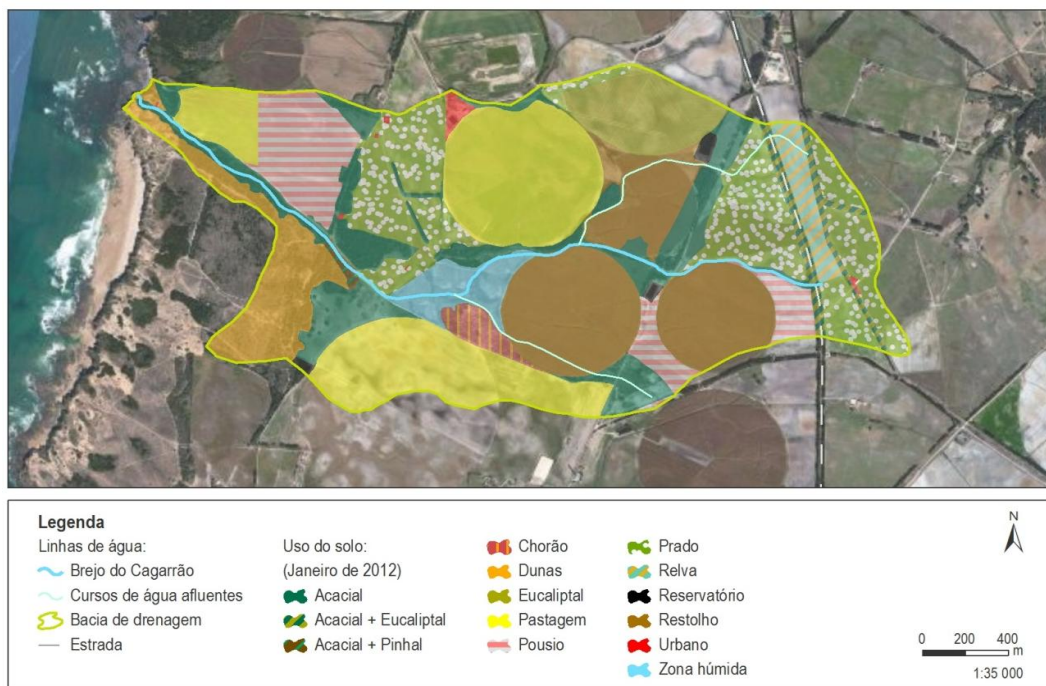 Legenda
Linhas de água:
Brejo do Cagarrão
Cursos de água afluentes
Bacia de drenagem
Estrada
Uso do solo:
(Janeiro de 2012)
Acacial
Acacial + Eucaliptal
Acacial + Pinhal
Chorão
Dunas
Eucaliptal
Pastagem
Pousio
Prado
Relva
Reservatório
Restolho
Urbano
Zona húmida
N
0 200 400
m
1:35 000